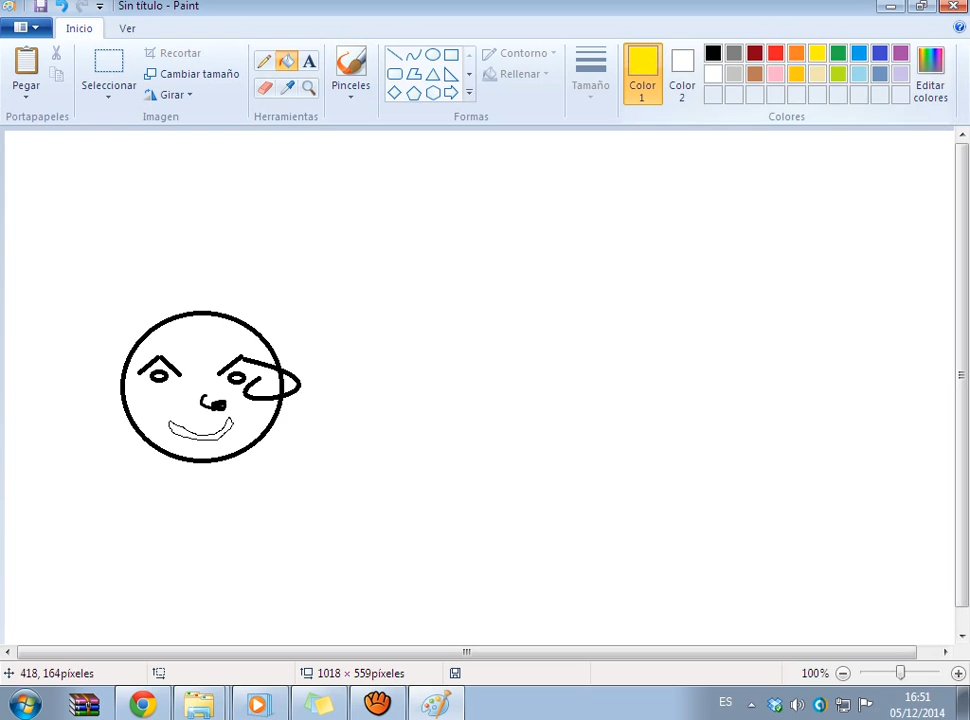 Sin título - Paint
Inicio Ver
Pegar
Portapapeles
Seleccionar
Recortar
Cambiar tamaño
Girar
Imagen
A
Herramientas
Pinceles
Contorno
Rellenar
Formas
Tamaño
Color 1
Color 2
Editar colores
Colores
418, 164píxeles
1018 × 559píxeles
100%
ES
16:51
05/12/2014